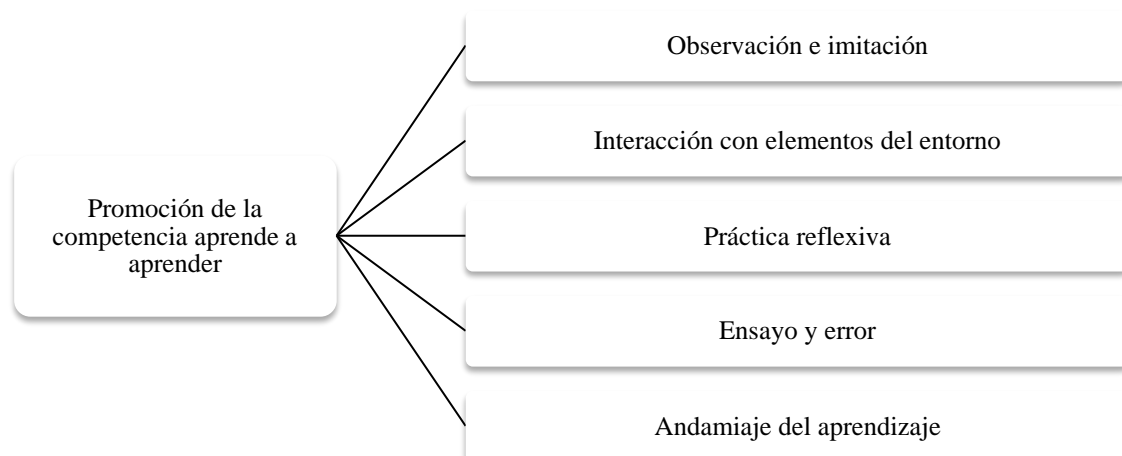 Promoción de la
competencia aprende a
aprender
Observación e imitación
Interacción con elementos del entorno
Práctica reflexiva
Ensayo y error
Andamiaje del aprendizaje